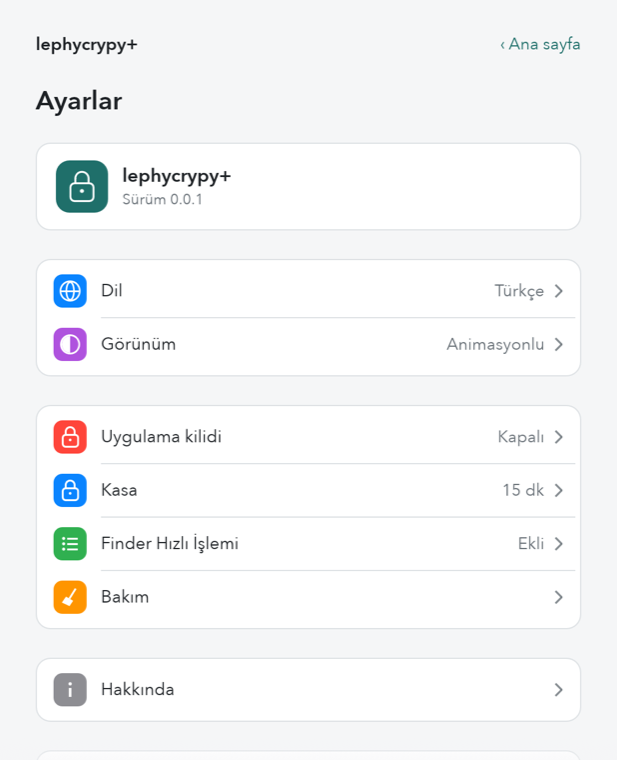 lephycrypy+
‹ Ana sayfa
Ayarlar
lephycrypy+
Sürüm 0.0.1
Dil
Türkçe
Görünüm
Animasyonlu
Uygulama kilidi
Kapalı
Kasa
15 dk
Finder Hızlı İşlemi
Ekli
Bakım
Hakkında